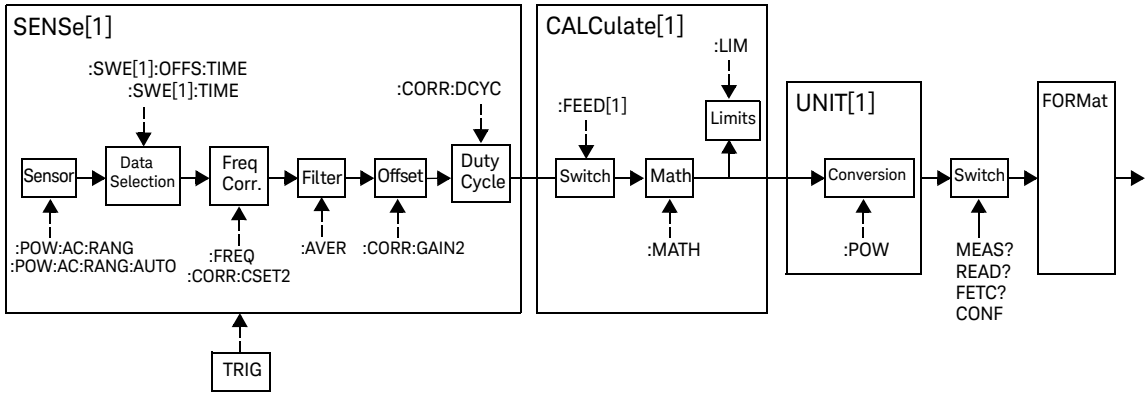 SENSe[1]
:SWE[1]:OFFS:TIME
:SWE[1]:TIME
:CORR:DCYC
Sensor
Data
Selection
Freq
Corr.
Filter
Offset
Duty
Cycle
:POW:AC:RANG
:POW:AC:RANG:AUTO
:FREQ
:CORR:CSET2
:AVER
:CORR:GAIN2
TRIG
CALCulate[1]
:LIM
:FEED[1]
Limits
Switch
Math
:MATH
UNIT[1]
Conversion
:POW
Switch
MEAS?
READ?
FETC?
CONF
FORMat